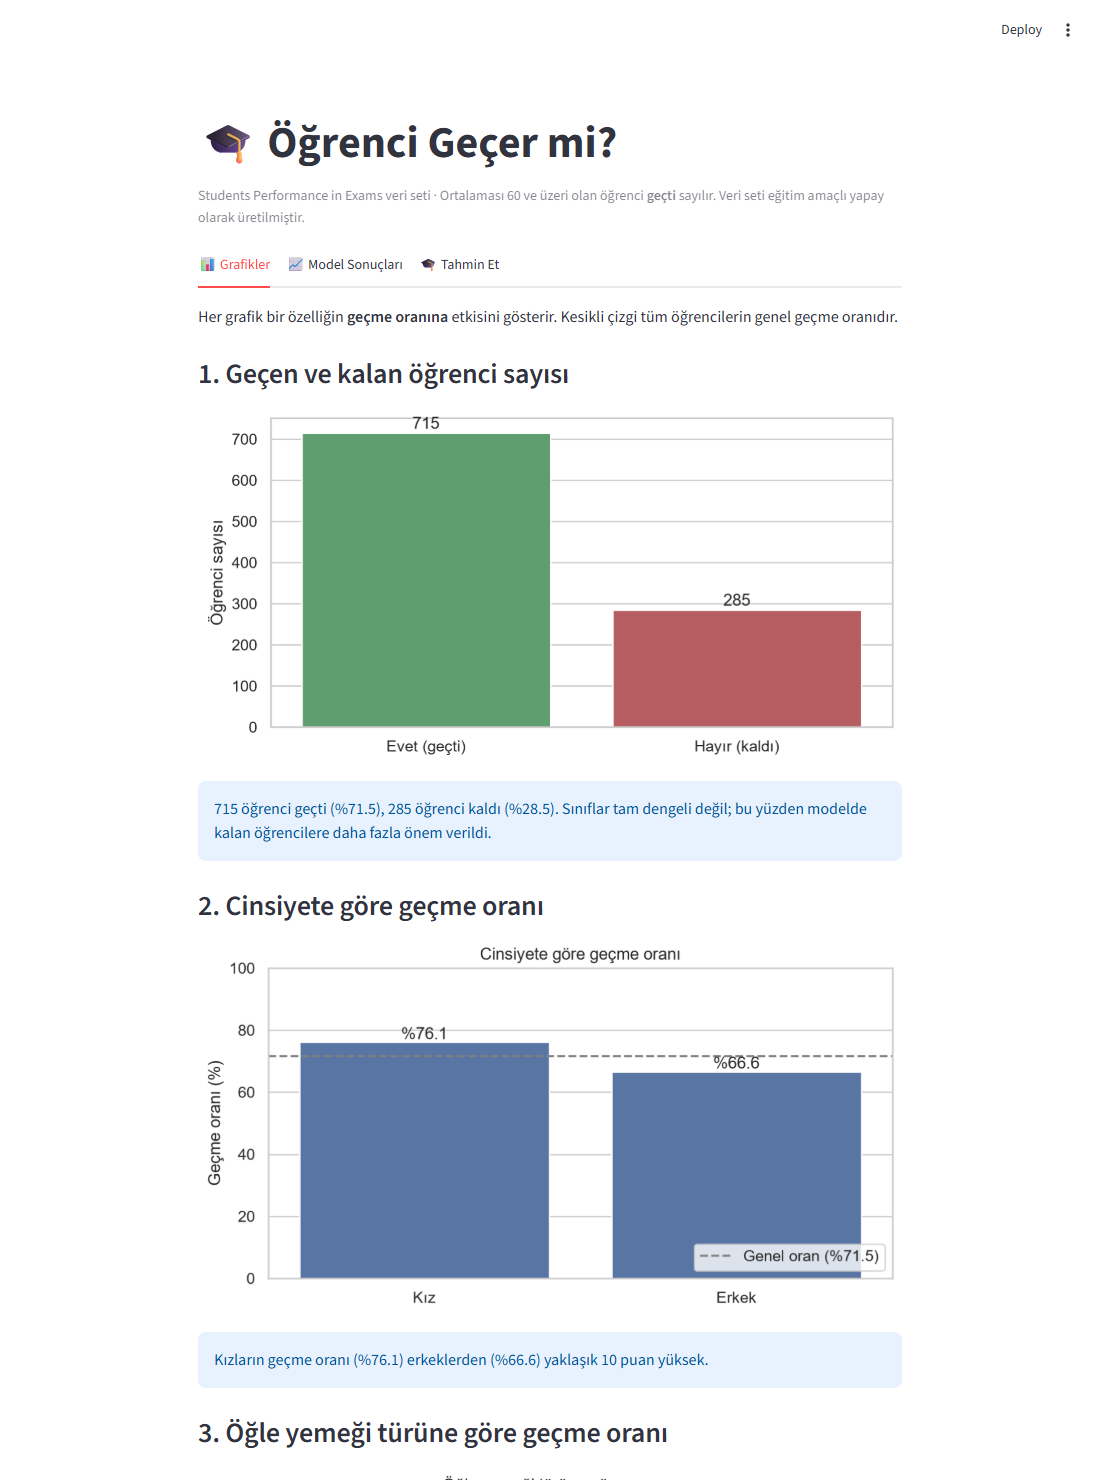 Deploy
Öğrenci Geçer mi?
Students Performance in Exams veri seti · Ortalaması 60 ve üzeri olan öğrenci geçti sayılır. Veri seti eğitim amaçlı yapay
olarak üretilmiştir.
Grafikler Model Sonuçları Tahmin Et
Her grafik bir özelliğin geçme oranına etkisini gösterir. Kesikli çizgi tüm öğrencilerin genel geçme oranıdır.
1. Geçen ve kalan öğrenci sayısı
715
700
600
500
400
300
285
200
100
0
Öğrenci sayısı
Evet (geçti) Hayır (kaldı)
715 öğrenci geçti (%71.5), 285 öğrenci kaldı (%28.5). Sınıflar tam dengeli değil; bu yüzden modelde
kalan öğrencilere daha fazla önem verildi.
2. Cinsiyete göre geçme oranı
Cinsiyete göre geçme oranı
100
80
60
40
20
0
Geçme oranı (%)
%76.1
%66.6
Genel oran (%71.5)
Kız Erkek
Kızların geçme oranı (%76.1) erkeklerden (%66.6) yaklaşık 10 puan yüksek.
3. Öğle yemeği türüne göre geçme oranı